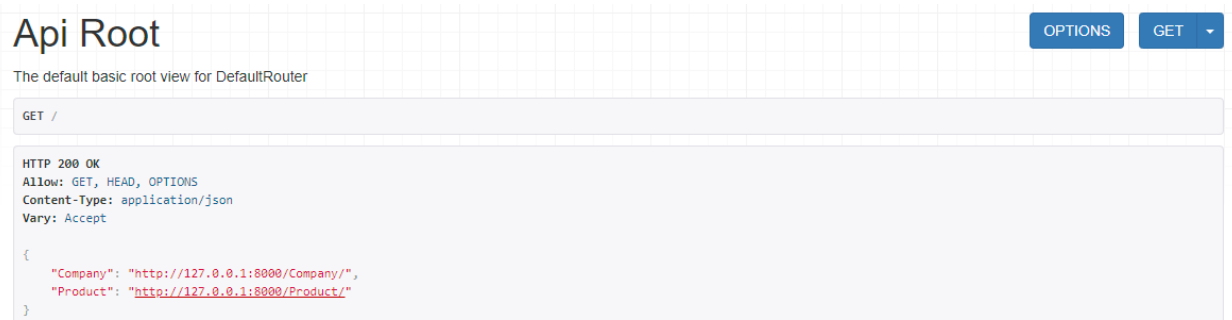 Api Root
OPTIONS
GET
The default basic root view for DefaultRouter
GET /
HTTP 200 OK
Allow: GET, HEAD, OPTIONS
Content-Type: application/json
Vary: Accept
{
    "Company": "http://127.0.0.1:8000/Company/",
    "Product": "http://127.0.0.1:8000/Product/"
}